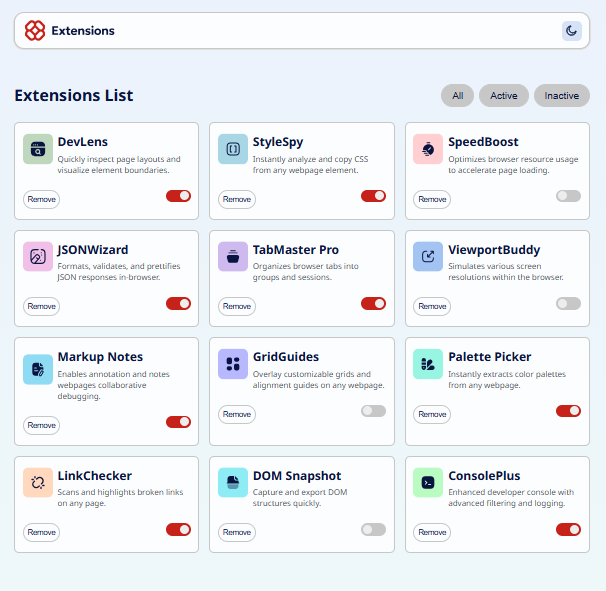 Extensions
Extensions List
All
Active
Inactive
DevLens
Quickly inspect page layouts and
visualize element boundaries.
Remove
StyleSpy
Instantly analyze and copy CSS
from any webpage element.
Remove
SpeedBoost
Optimizes browser resource usage
to accelerate page loading.
Remove
JSONWizard
Formats, validates, and prettifies
JSON responses in-browser.
Remove
TabMaster Pro
Organizes browser tabs into
groups and sessions.
Remove
ViewportBuddy
Simulates various screen
resolutions within the browser.
Remove
Markup Notes
Enables annotation and notes
webpages collaborative
debugging.
Remove
GridGuides
Overlay customizable grids and
alignment guides on any webpage.
Remove
Palette Picker
Instantly extracts color palettes
from any webpage.
Remove
LinkChecker
Scans and highlights broken links
on any page.
Remove
DOM Snapshot
Capture and export DOM
structures quickly.
Remove
ConsolePlus
Enhanced developer console with
advanced filtering and logging.
Remove